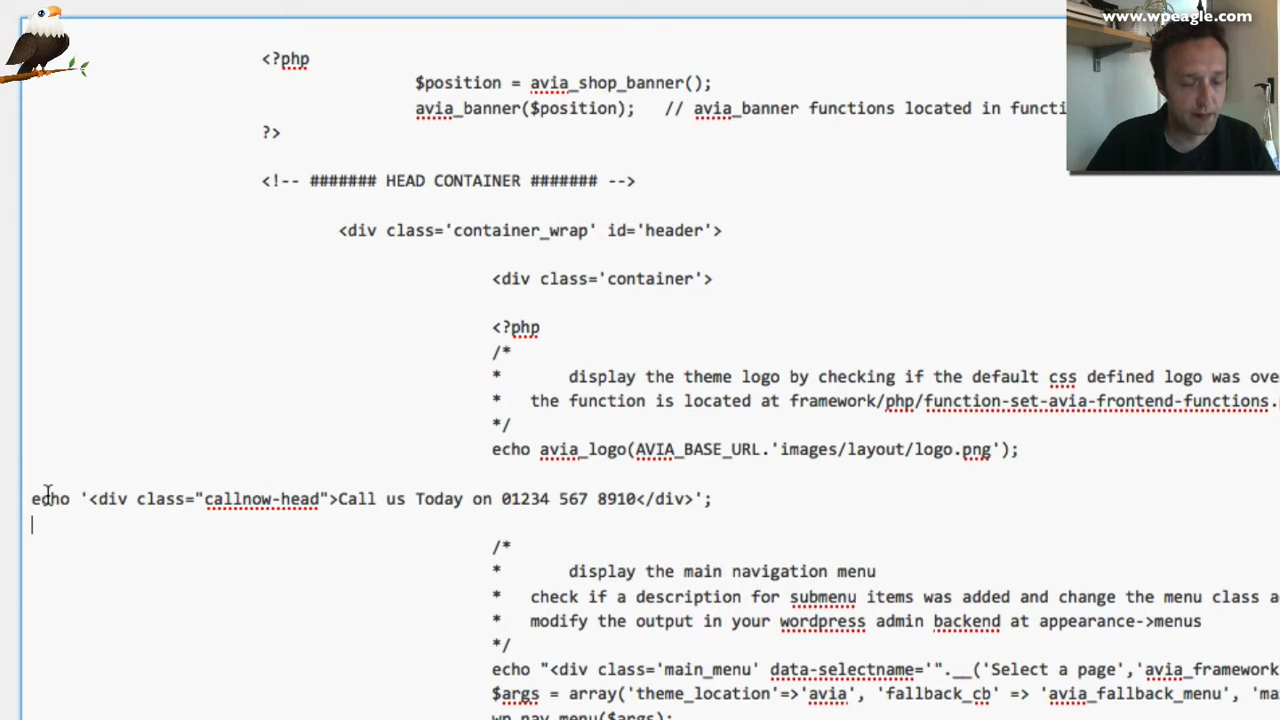 www.wpeagle.com
<?php
$position = avia_shop_banner();
avia_banner($position); // avia_banner functions located in functi
?>
<!-- ####### HEAD CONTAINER ####### -->
<div class='container_wrap' id='header'>
<div class='container'>
<?php
/*
* display the theme logo by checking if the default css defined logo was ove
* the function is located at framework/php/function-set-avia-frontend-functions.
*/
echo avia_logo(AVIA_BASE_URL.'images/layout/logo.png');
echo '<div class="callnow-head">Call us Today on 01234 567 8910</div>';
/*
* display the main navigation menu
* check if a description for submenu items was added and change the menu class a
* modify the output in your wordpress admin backend at appearance->menus
*/
echo "<div class='main_menu' data-selectname='".__('Select a page','avia_framework
$args = array('theme_location'=>'avia', 'fallback_cb' => 'avia_fallback_menu', 'ma
wp_nav_menu($args);